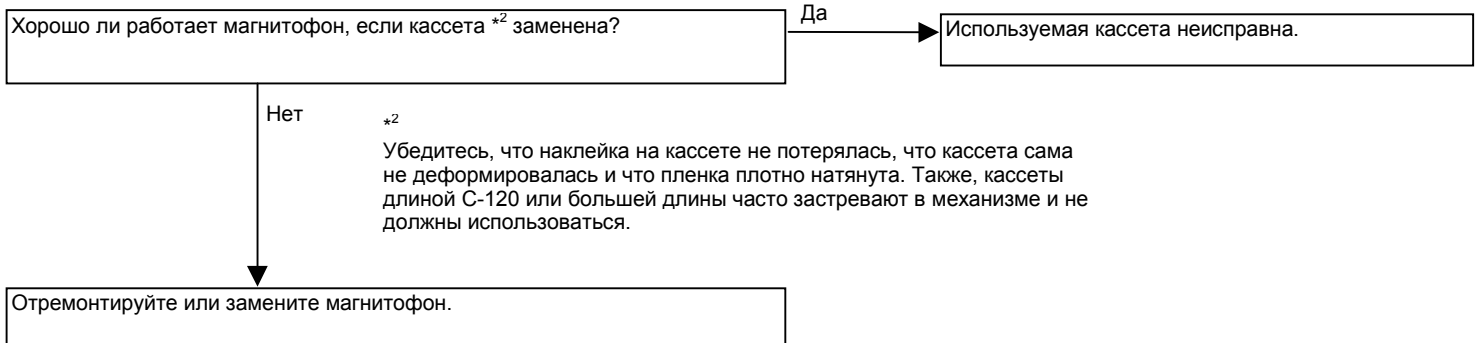 Хорошо ли работает магнитофон, если кассета *2 заменена?
Да
Используемая кассета неисправна.
Нет
*2
Убедитесь, что наклейка на кассете не потерялась, что кассета сама
не деформировалась и что пленка плотно натянута. Также, кассеты
длиной С-120 или большей длины часто застревают в механизме и не
должны использоваться.
Отремонтируйте или замените магнитофон.